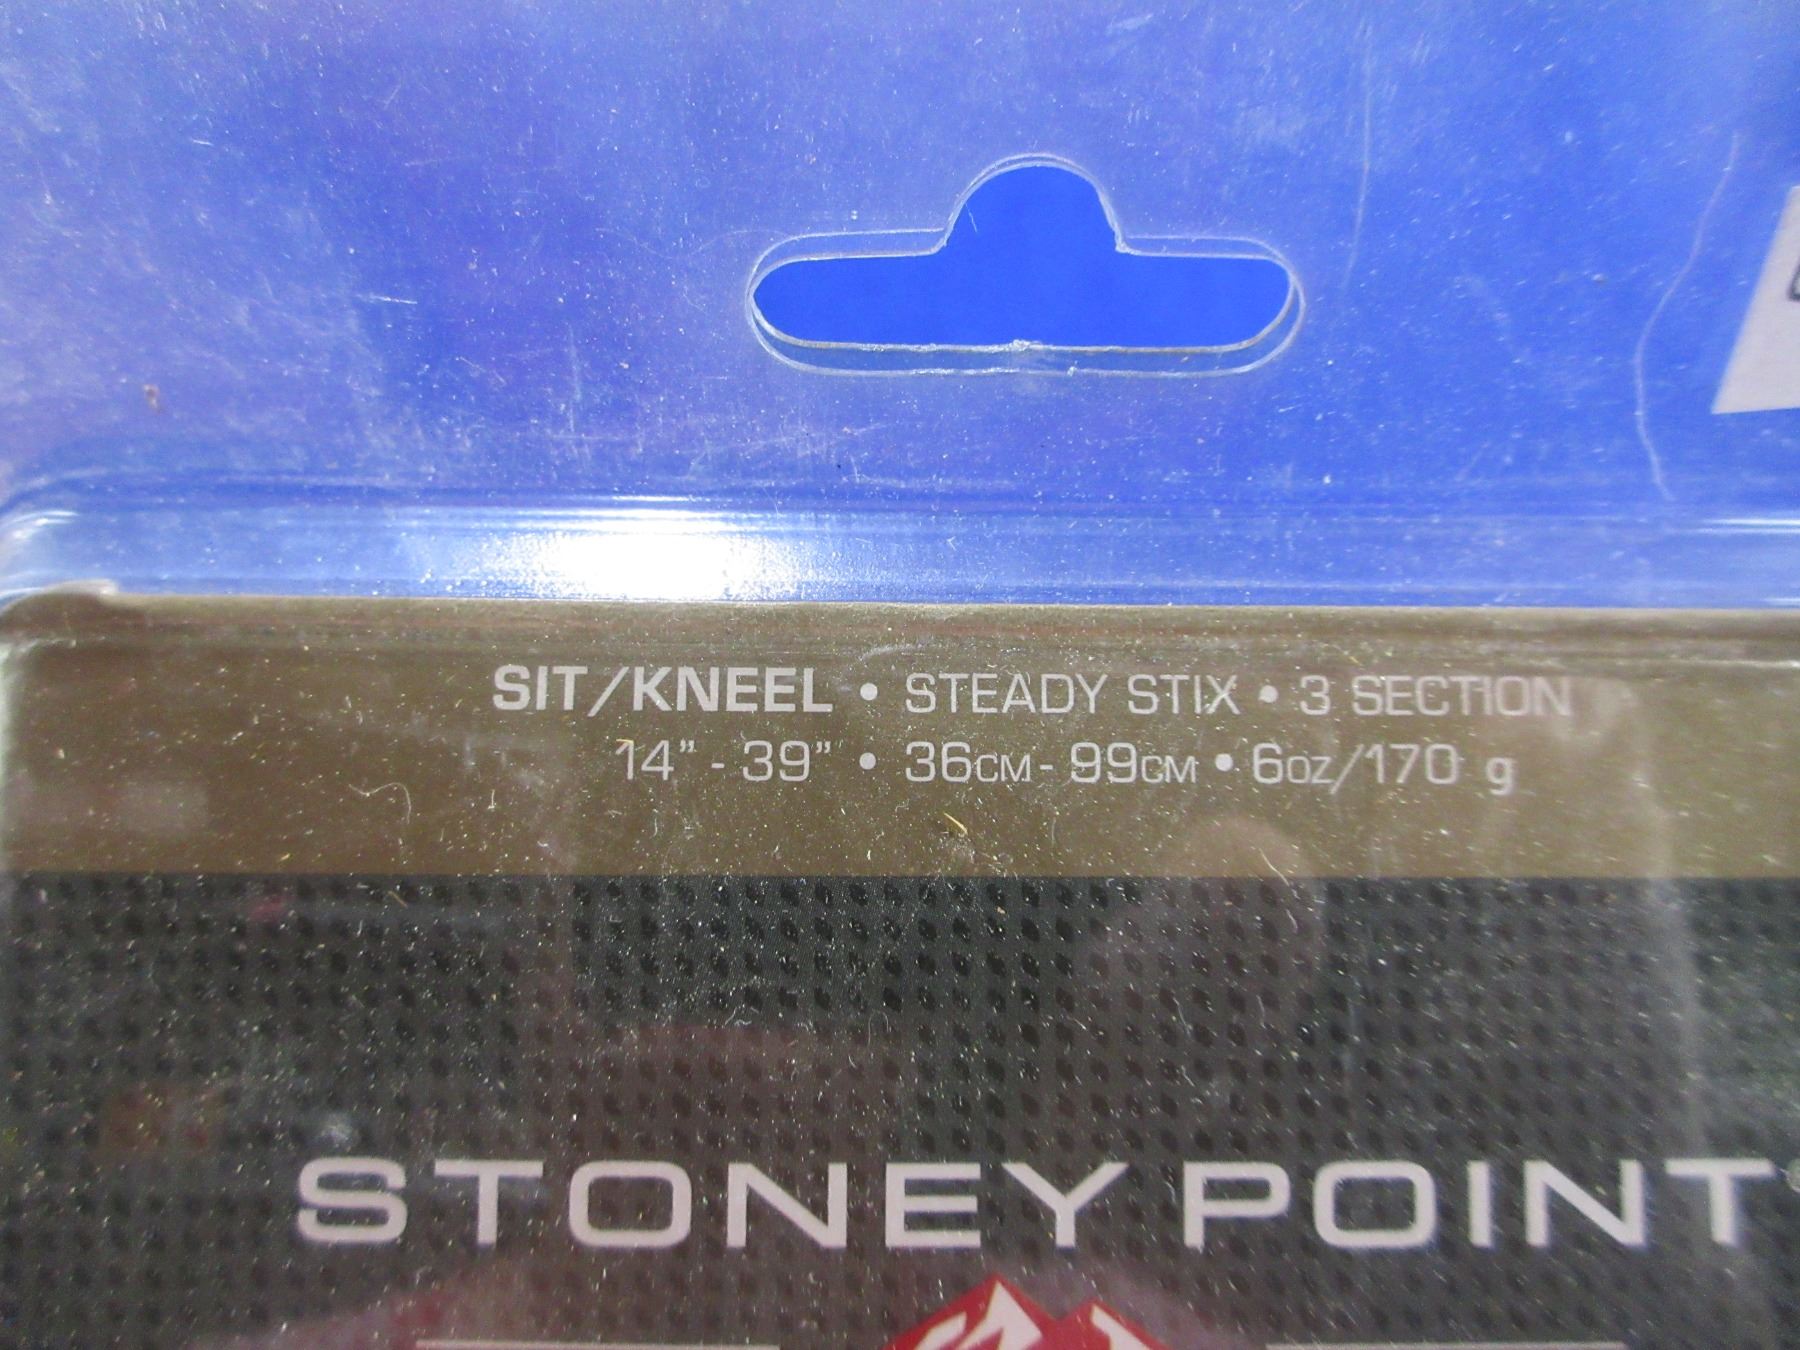 SIT/KNEEL • STEADY STIX • 3 SECTION
14” - 39” • 36CM - 99CM • 6OZ/170 g
STONEY POINT